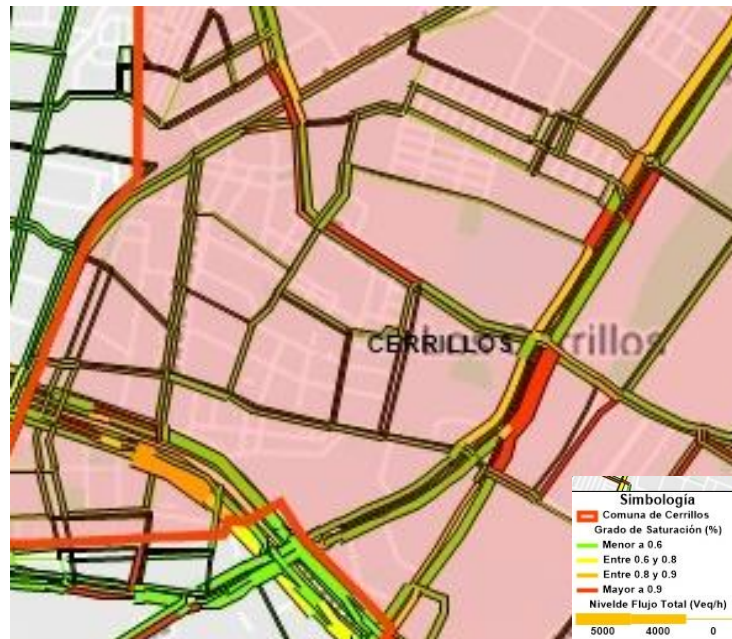 CERRILLOS
Cerrillos
Simbología
Comuna de Cerrillos
Grado de Saturación (%)
Menor a 0.6
Entre 0.6 y 0.8
Entre 0.8 y 0.9
Mayor a 0.9
Nivelde Flujo Total (Veq/h)
5000 4000 0